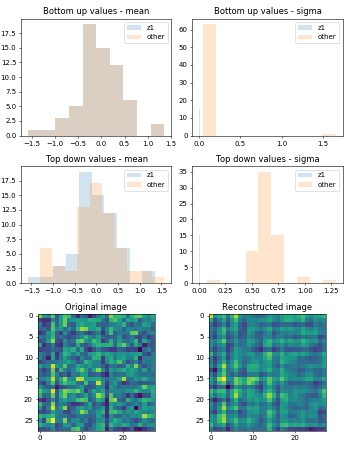 Bottom up values - mean
Bottom up values - sigma
17.5
15.0
12.5
10.0
7.5
5.0
2.5
0.0
z1
other
−1.5 −1.0 −0.5 0.0 0.5 1.0 1.5
60
50
40
30
20
10
0
z1
other
0.0 0.5 1.0 1.5
Top down values - mean
Top down values - sigma
17.5
15.0
12.5
10.0
7.5
5.0
2.5
0.0
z1
other
−1.5 −1.0 −0.5 0.0 0.5 1.0 1.5
35
30
25
20
15
10
5
0
z1
other
0.00 0.25 0.50 0.75 1.00 1.25
Original image
Reconstructed image
0
5
10
15
20
25
0 10 20
0
5
10
15
20
25
0 10 20